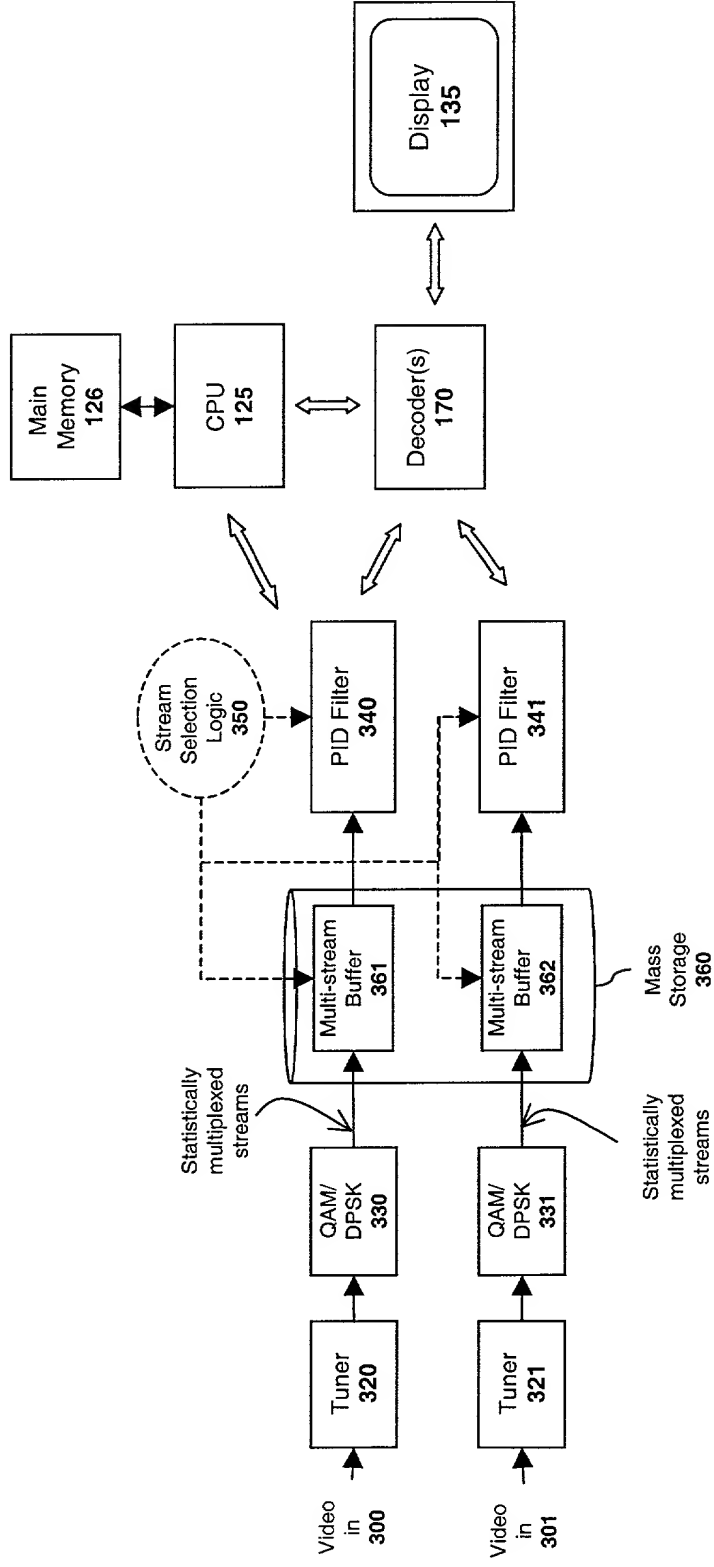 Video
in
300
Tuner
320
QAM/
DPSK
330
Statistically
multiplexed
streams
Multi-stream
Buffer
361
Stream
Selection
Logic
350
PID Filter
340
Main
Memory
126
CPU
125
Decoder(s)
170
Display
135
Video
in
301
Tuner
321
QAM/
DPSK
331
Statistically
multiplexed
streams
Multi-stream
Buffer
362
Mass
Storage
360
PID Filter
341